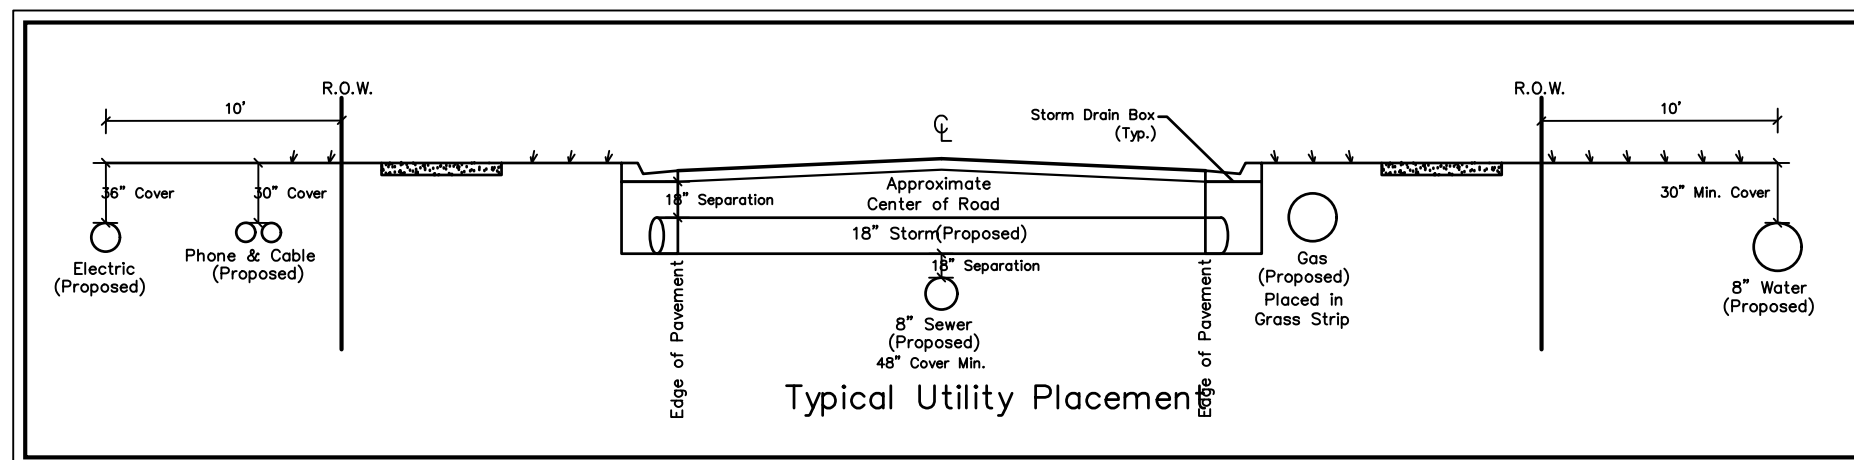 R.O.W.
10'
36" Cover
30" Cover
Electric
(Proposed)
Phone & Cable
(Proposed)
℄
Storm Drain Box
(Typ.)
Approximate
Center of Road
18" Separation
18" Storm(Proposed)
18" Separation
8" Sewer
(Proposed)
48" Cover Min.
Edge of Pavement
Edge of Pavement
Gas
(Proposed)
Placed in
Grass Strip
R.O.W.
10'
30" Min. Cover
8" Water
(Proposed)
Typical Utility Placement